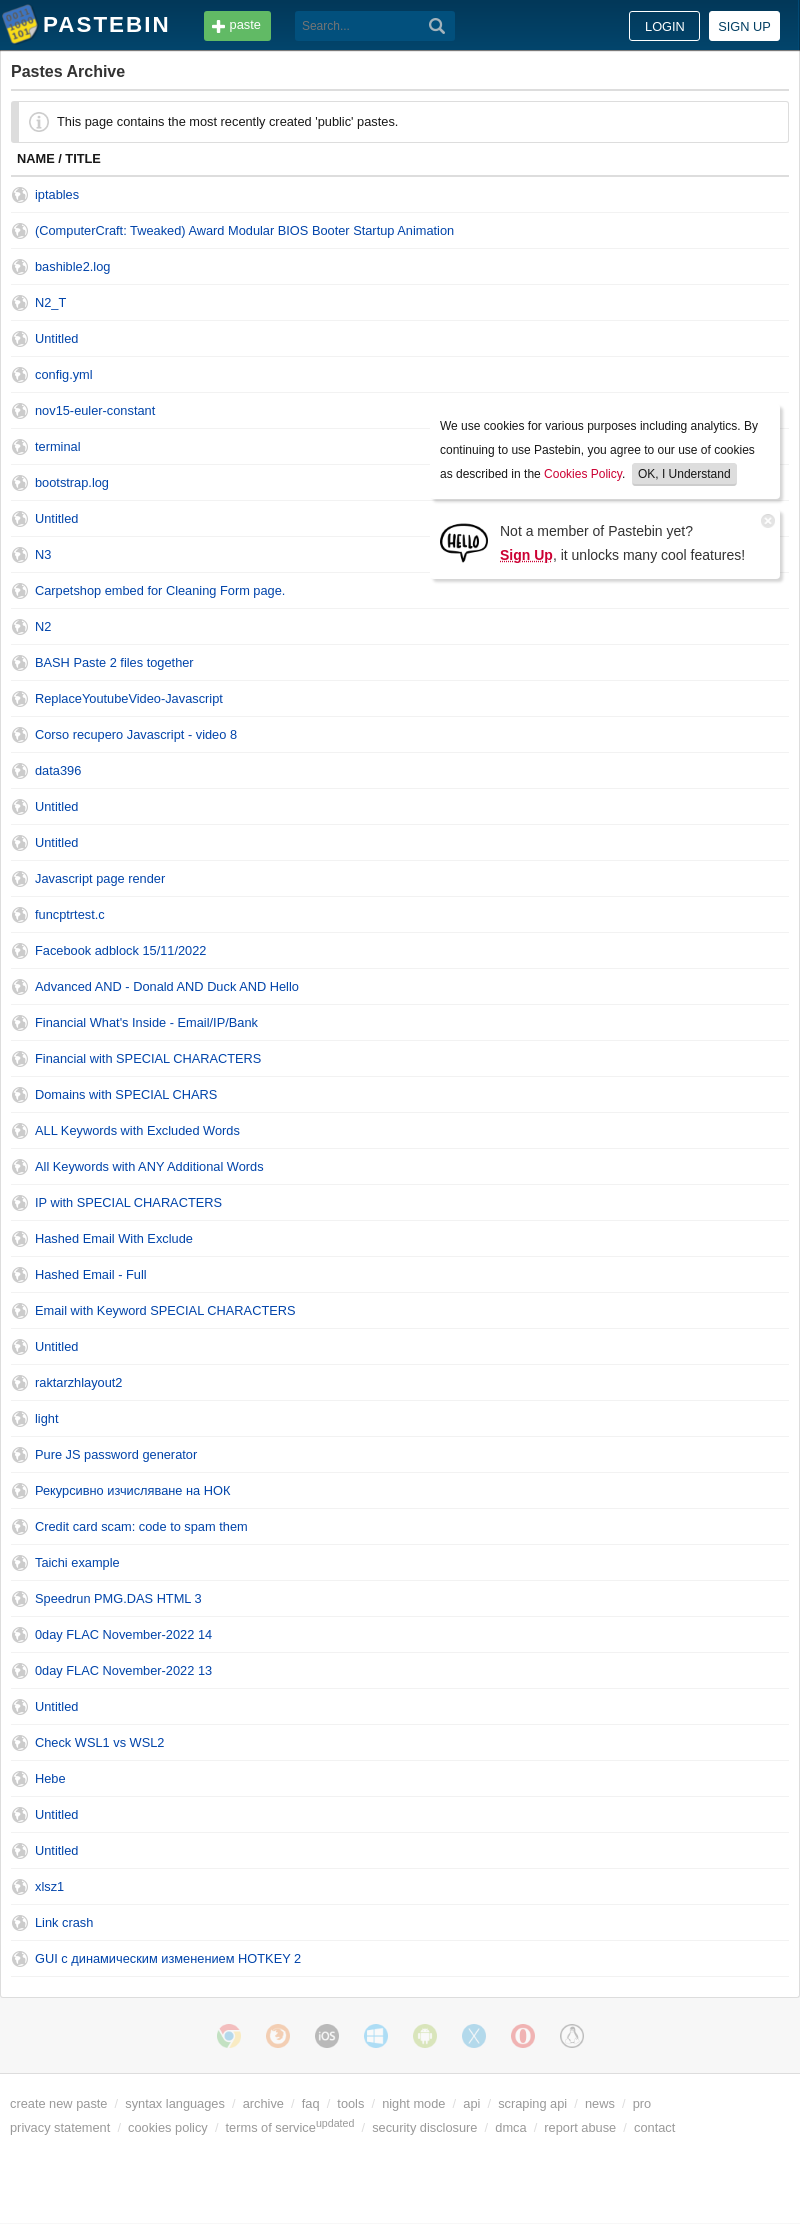 PASTEBIN
paste
Search...
LOGIN
SIGN UP
Pastes Archive
This page contains the most recently created 'public' pastes.
NAME / TITLE
iptables
(ComputerCraft: Tweaked) Award Modular BIOS Booter Startup Animation
bashible2.log
N2_T
Untitled
config.yml
nov15-euler-constant
terminal
bootstrap.log
Untitled
N3
Carpetshop embed for Cleaning Form page.
We use cookies for various purposes including analytics. By
continuing to use Pastebin, you agree to our use of cookies
as described in the Cookies Policy. OK, I Understand
HELLO
Not a member of Pastebin yet?
Sign Up, it unlocks many cool features!
N2
BASH Paste 2 files together
ReplaceYoutubeVideo-Javascript
Corso recupero Javascript - video 8
data396
Untitled
Untitled
Javascript page render
funcptrtest.c
Facebook adblock 15/11/2022
Advanced AND - Donald AND Duck AND Hello
Financial What's Inside - Email/IP/Bank
Financial with SPECIAL CHARACTERS
Domains with SPECIAL CHARS
ALL Keywords with Excluded Words
All Keywords with ANY Additional Words
IP with SPECIAL CHARACTERS
Hashed Email With Exclude
Hashed Email - Full
Email with Keyword SPECIAL CHARACTERS
Untitled
raktarzhlayout2
light
Pure JS password generator
Рекурсивно изчисляване на НОК
Credit card scam: code to spam them
Taichi example
Speedrun PMG.DAS HTML 3
0day FLAC November-2022 14
0day FLAC November-2022 13
Untitled
Check WSL1 vs WSL2
Hebe
Untitled
Untitled
xlsz1
Link crash
GUI с динамическим изменением HOTKEY 2
iOS
create new paste / syntax languages / archive / faq / tools / night mode / api / scraping api / news / pro
privacy statement / cookies policy / terms of service updated / security disclosure / dmca / report abuse / contact